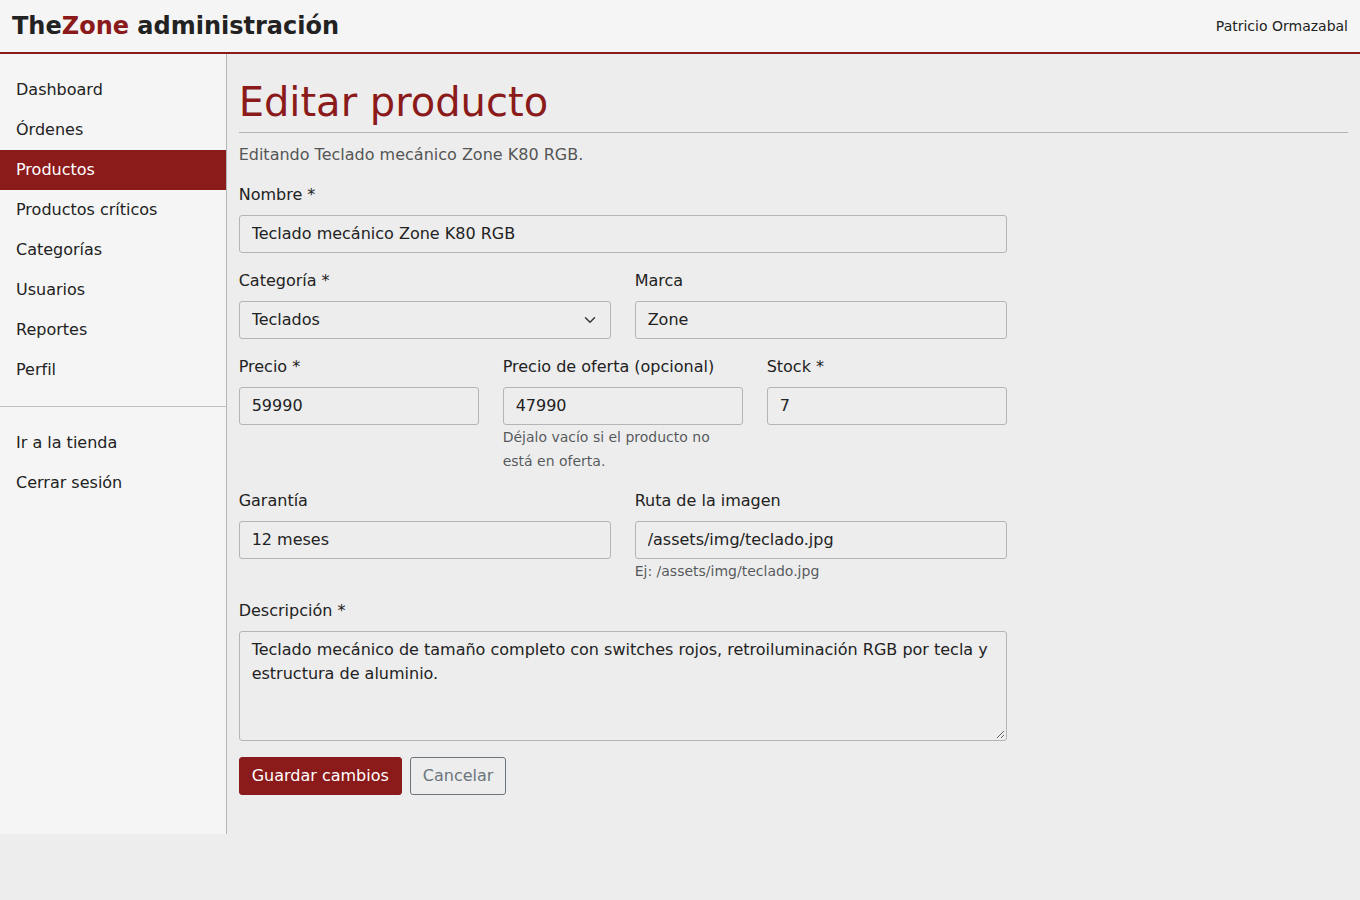 TheZone administración
Patricio Ormazabal
Dashboard
Órdenes
Productos
Productos críticos
Categorías
Usuarios
Reportes
Perfil
Ir a la tienda
Cerrar sesión
Editar producto
Editando Teclado mecánico Zone K80 RGB.
Nombre *
Teclado mecánico Zone K80 RGB
Categoría *
Marca
Teclados
Zone
Precio *
Precio de oferta (opcional)
Stock *
59990
47990
7
Déjalo vacío si el producto no
está en oferta.
Garantía
Ruta de la imagen
12 meses
/assets/img/teclado.jpg
Ej: /assets/img/teclado.jpg
Descripción *
Teclado mecánico de tamaño completo con switches rojos, retroiluminación RGB por tecla y
estructura de aluminio.
Guardar cambios
Cancelar